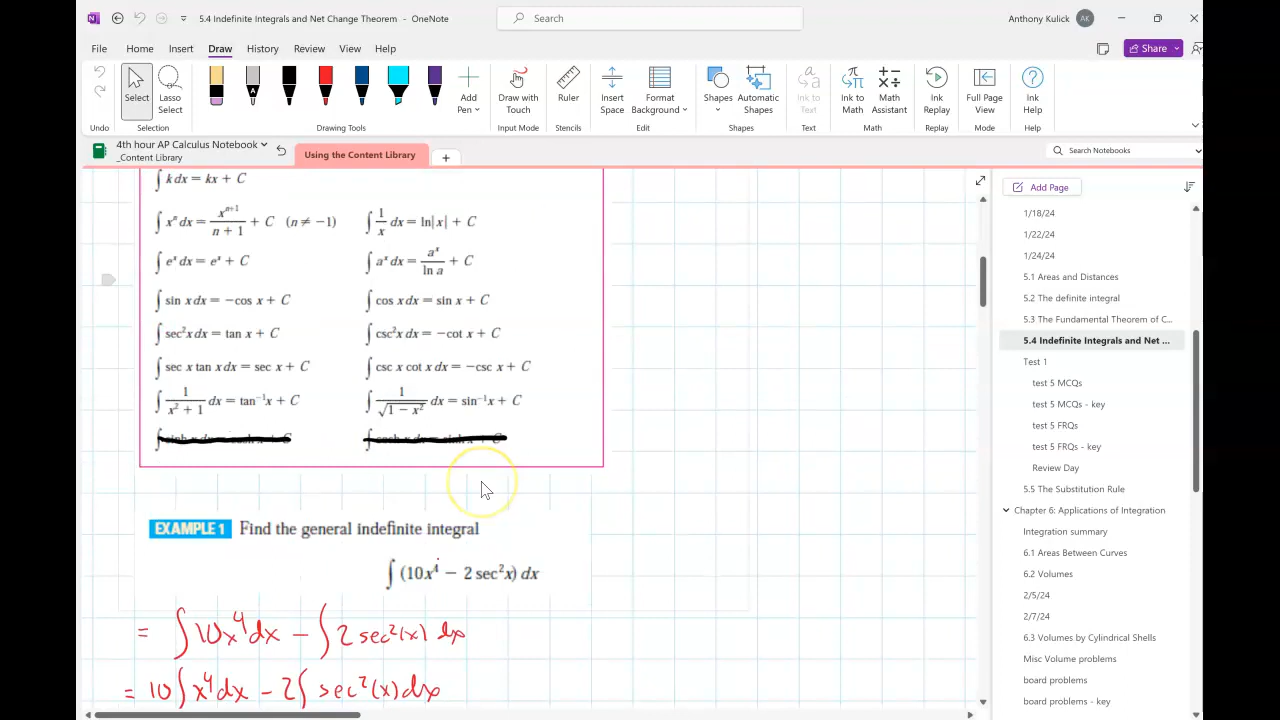 5.4 Indefinite Integrals and Net Change Theorem - OneNote
Search
Anthony Kulick
AK
File Home Insert Draw History Review View Help
Share
Select
Lasso Select
Add Pen
Draw with Touch
Ruler
Insert Space
Format Background
Shapes
Automatic Shapes
Ink to Text
Ink to Math
Math Assistant
Ink Replay
Full Page View
Ink Help
Undo Selection Drawing Tools Input Mode Stencils Edit Shapes Text Math Replay Mode Help
4th hour AP Calculus Notebook
_Content Library
Using the Content Library
+
Search Notebooks
Add Page
∫ k dx = kx + C
∫ xⁿ dx = xⁿ⁺¹/(n + 1) + C (n ≠ −1) ∫ 1/x dx = ln|x| + C
∫ eˣ dx = eˣ + C ∫ aˣ dx = aˣ/ln a + C
∫ sin x dx = −cos x + C ∫ cos x dx = sin x + C
∫ sec²x dx = tan x + C ∫ csc²x dx = −cot x + C
∫ sec x tan x dx = sec x + C ∫ csc x cot x dx = −csc x + C
∫ 1/(x² + 1) dx = tan⁻¹x + C ∫ 1/√(1 − x²) dx = sin⁻¹x + C
EXAMPLE 1 Find the general indefinite integral
∫ (10x⁴ − 2 sec²x) dx
= ∫ 10x⁴dx − ∫ 2 sec²(x) dx
= 10∫ x⁴dx − 2∫ sec²(x)dx
1/18/24
1/22/24
1/24/24
5.1 Areas and Distances
5.2 The definite integral
5.3 The Fundamental Theorem of C...
5.4 Indefinite Integrals and Net ...
Test 1
test 5 MCQs
test 5 MCQs - key
test 5 FRQs
test 5 FRQs - key
Review Day
5.5 The Substitution Rule
Chapter 6: Applications of Integration
Integration summary
6.1 Areas Between Curves
6.2 Volumes
2/5/24
2/7/24
6.3 Volumes by Cylindrical Shells
Misc Volume problems
board problems
board problems - key